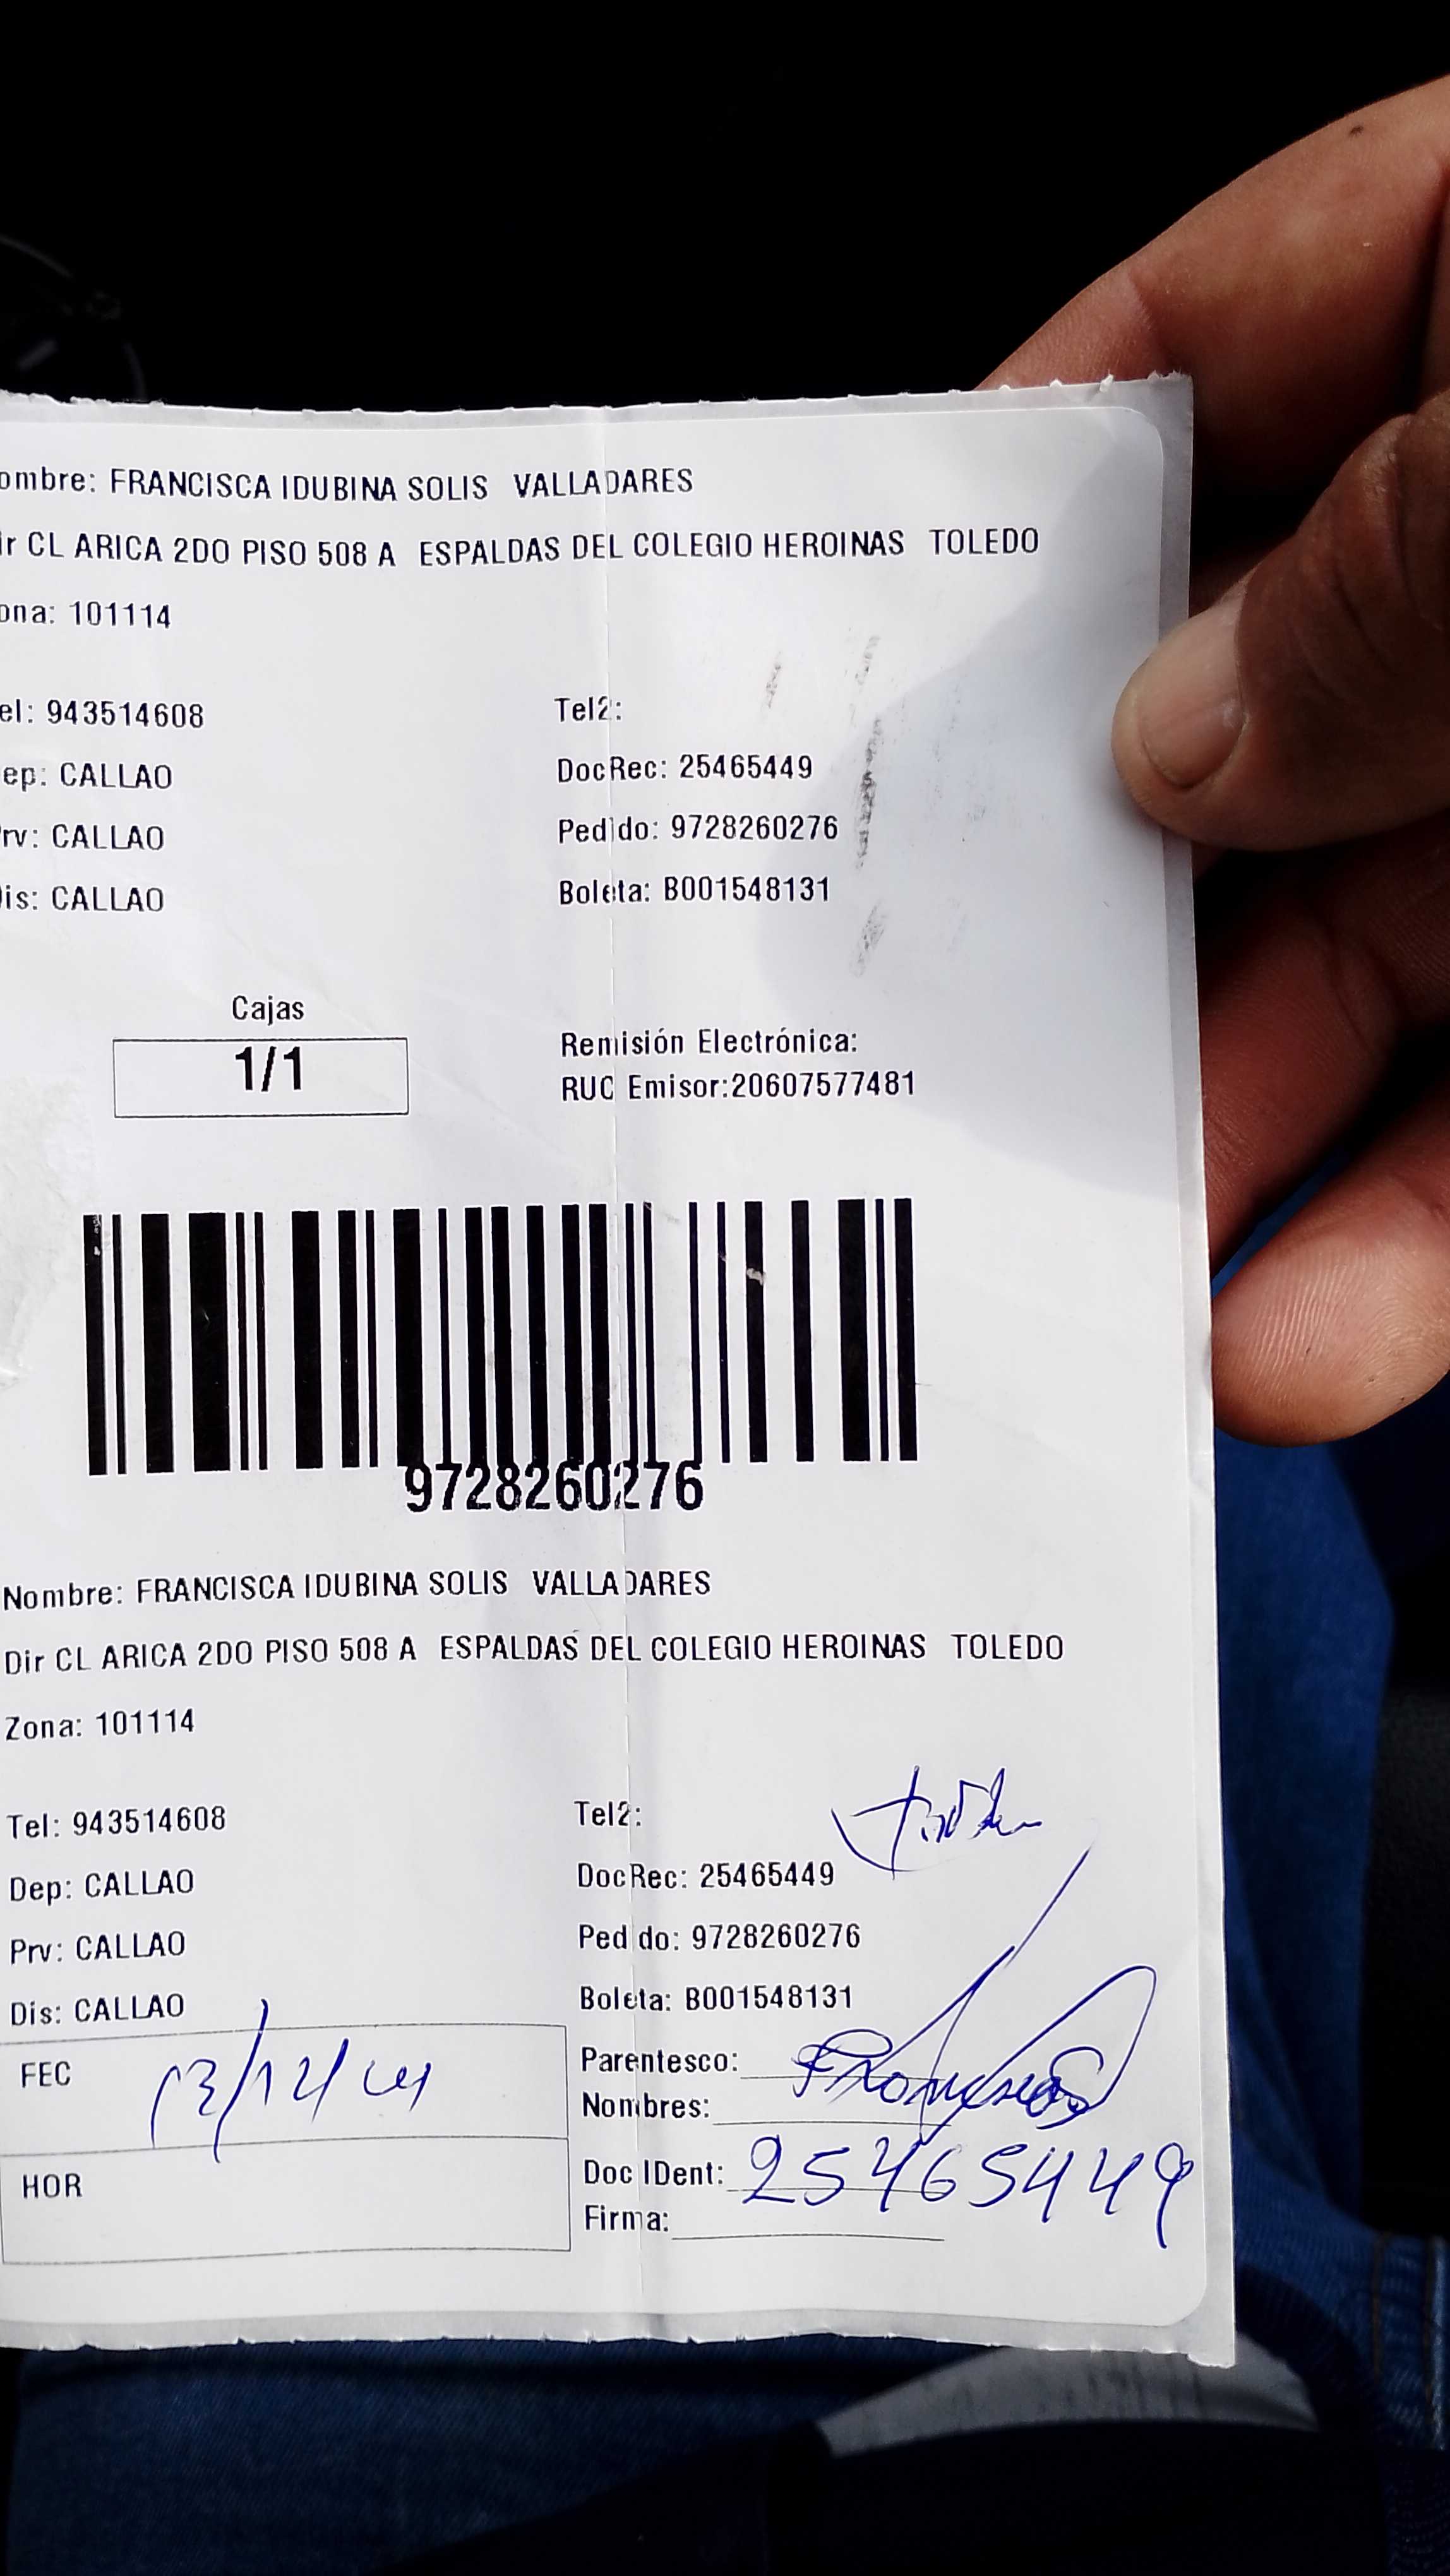 ombre: FRANCISCA IDUBINA SOLIS VALLADARES
ir CL ARICA 2DO PISO 508 A ESPALDAS DEL COLEGIO HEROINAS TOLEDO
ona: 101114
el: 943514608 Tel2:
ep: CALLAO DocRec: 25465449
rv: CALLAO Pedido: 9728260276
is: CALLAO Boleta: B001548131
Cajas
1/1
Remisión Electrónica:
RUC Emisor:20607577481
9728260276
Nombre: FRANCISCA IDUBINA SOLIS VALLADARES
Dir CL ARICA 2DO PISO 508 A ESPALDAS DEL COLEGIO HEROINAS TOLEDO
Zona: 101114
Tel: 943514608 Tel2:
Dep: CALLAO DocRec: 25465449
Prv: CALLAO Pedido: 9728260276
Dis: CALLAO Boleta: B001548131
FEC
HOR
Parentesco:
Nombres:
Doc IDent: 25465449
Firma: